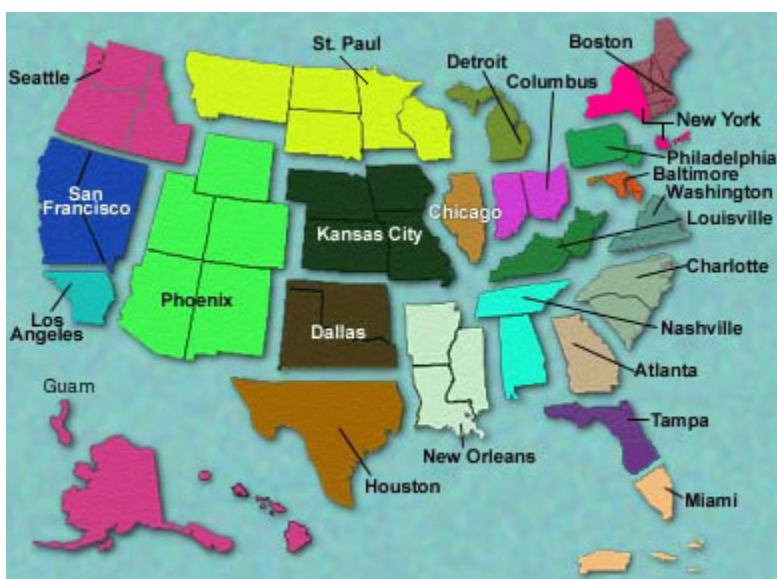 St. Paul
Boston
Seattle
Detroit
Columbus
New York
Philadelphia
Baltimore
Washington
San
Francisco
Chicago
Louisville
Kansas City
Charlotte
Phoenix
Los
Angeles
Dallas
Nashville
Atlanta
Guam
Tampa
New Orleans
Houston
Miami